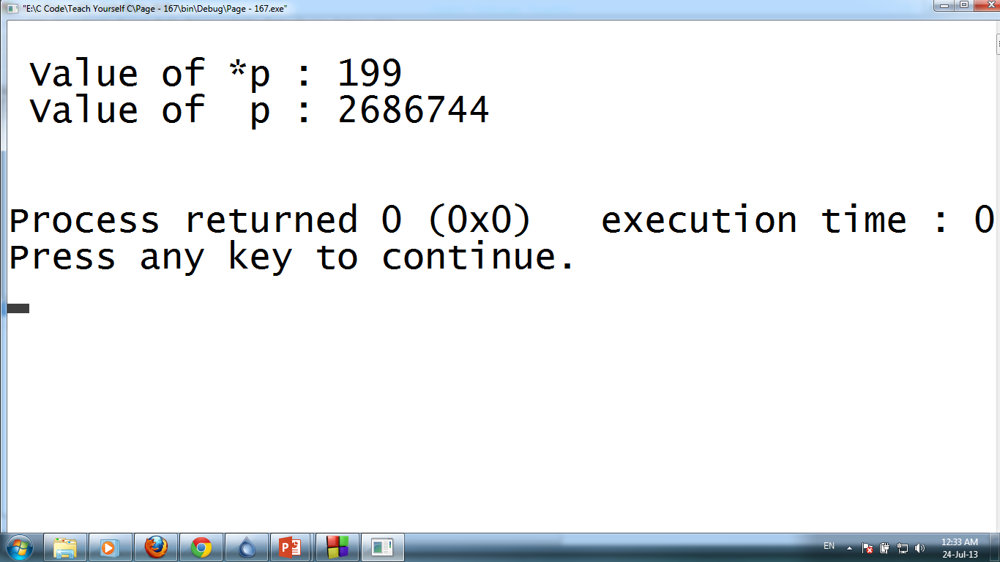 "E:\C Code\Teach Yourself C\Page - 167\bin\Debug\Page - 167.exe"
Value of *p : 199
Value of  p : 2686744
Process returned 0 (0x0)   execution time : 0
Press any key to continue.
EN
12:33 AM
24-Jul-13